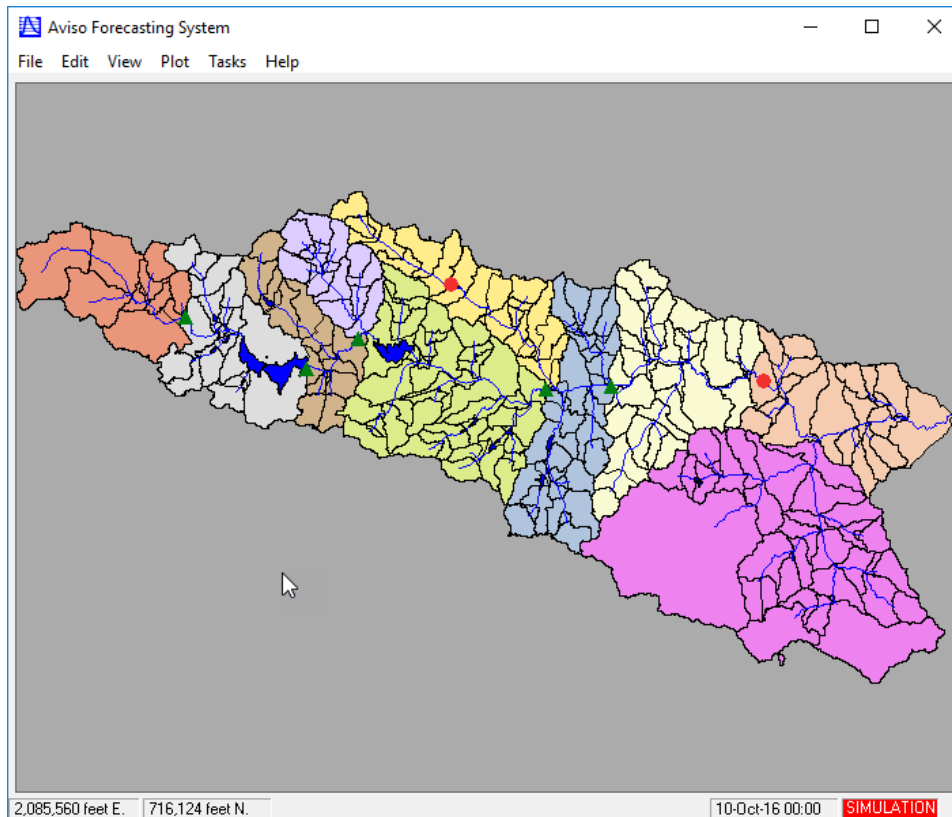 Aviso Forecasting System
File Edit View Plot Tasks Help
2,085,560 feet E. 716,124 feet N. 10-Oct-16 00:00 SIMULATION